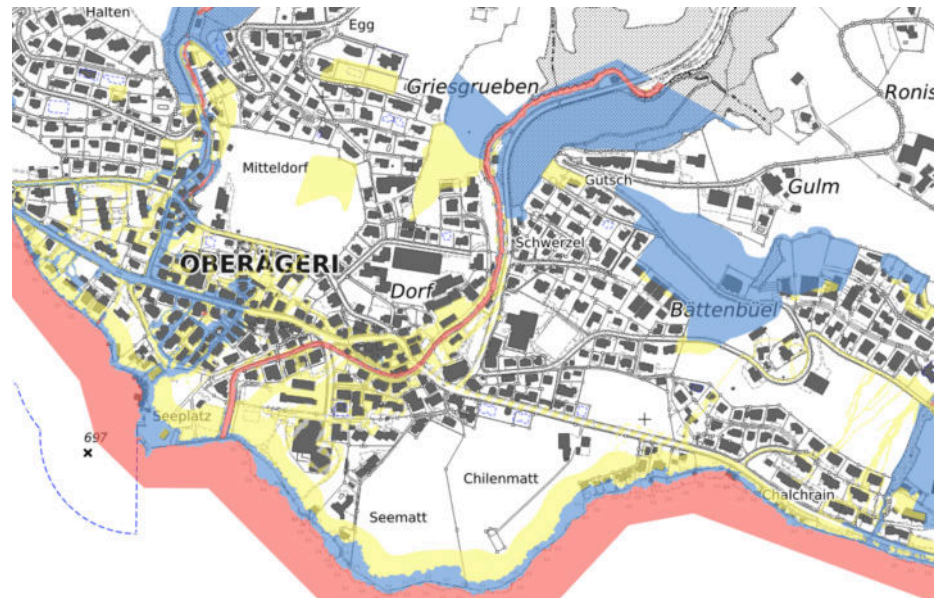 Halten
Egg
Griesgrueben
Ronis
Mitteldorf
Gütsch
Gulm
Schwerzel
OBERÄGERI
Dorf
Bättenbüel
Seeplatz
697
Chilenmatt
Chalchrain
Seematt